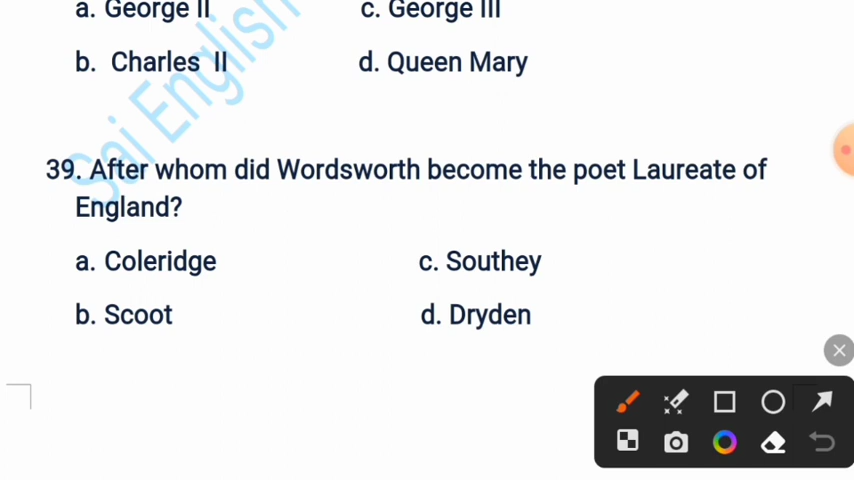 a. George II
c. George III
b. Charles II
d. Queen Mary
Sai English
39. After whom did Wordsworth become the poet Laureate of
England?
a. Coleridge
c. Southey
b. Scoot
d. Dryden